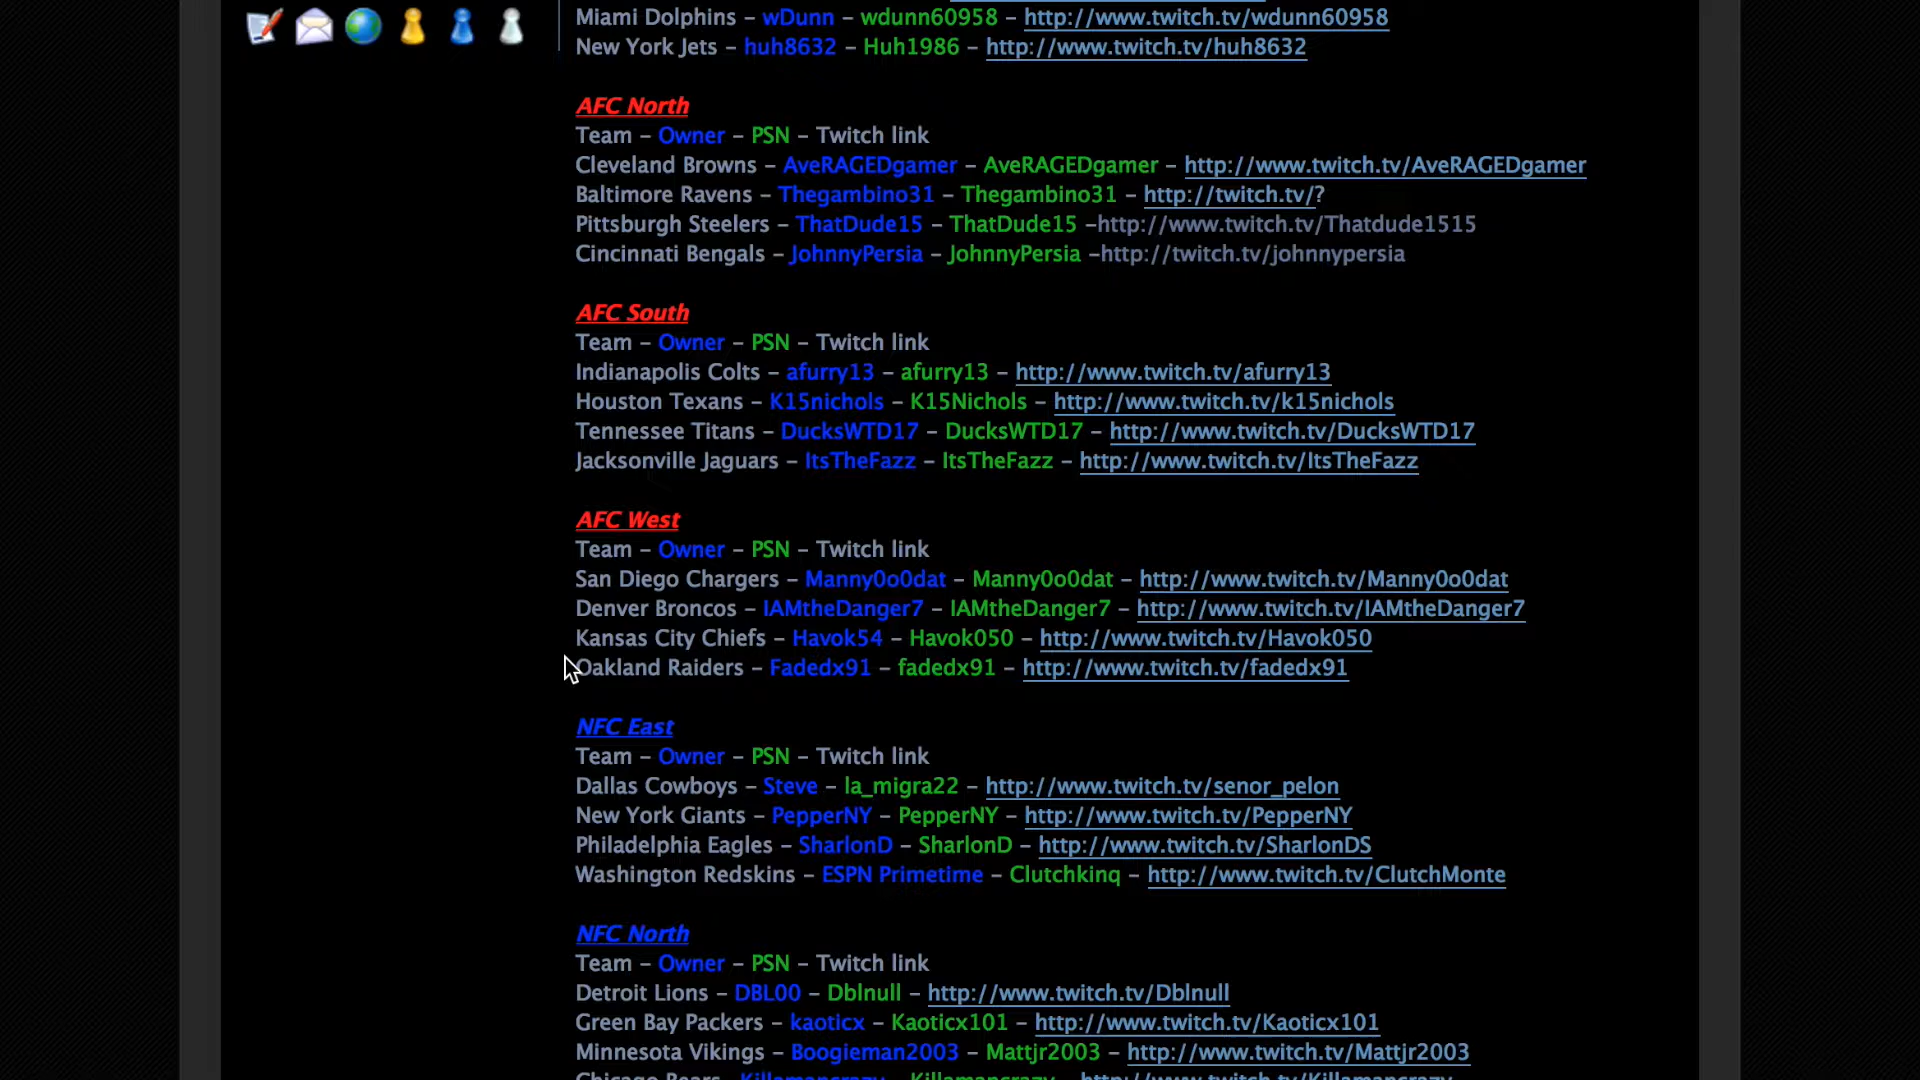 Miami Dolphins – wDunn – wdunn60958 – http://www.twitch.tv/wdunn60958
New York Jets – huh8632 – Huh1986 – http://www.twitch.tv/huh8632
AFC North
Team – Owner – PSN – Twitch link
Cleveland Browns – AveRAGEDgamer – AveRAGEDgamer – http://www.twitch.tv/AveRAGEDgamer
Baltimore Ravens – Thegambino31 – Thegambino31 – http://twitch.tv/?
Pittsburgh Steelers – ThatDude15 – ThatDude15 –http://www.twitch.tv/Thatdude1515
Cincinnati Bengals – JohnnyPersia – JohnnyPersia –http://twitch.tv/johnnypersia
AFC South
Team – Owner – PSN – Twitch link
Indianapolis Colts – afurry13 – afurry13 – http://www.twitch.tv/afurry13
Houston Texans – K15nichols – K15Nichols – http://www.twitch.tv/k15nichols
Tennessee Titans – DucksWTD17 – DucksWTD17 – http://www.twitch.tv/DucksWTD17
Jacksonville Jaguars – ItsTheFazz – ItsTheFazz – http://www.twitch.tv/ItsTheFazz
AFC West
Team – Owner – PSN – Twitch link
San Diego Chargers – Manny0o0dat – Manny0o0dat – http://www.twitch.tv/Manny0o0dat
Denver Broncos – IAMtheDanger7 – IAMtheDanger7 – http://www.twitch.tv/IAMtheDanger7
Kansas City Chiefs – Havok54 – Havok050 – http://www.twitch.tv/Havok050
Oakland Raiders – Fadedx91 – fadedx91 – http://www.twitch.tv/fadedx91
NFC East
Team – Owner – PSN – Twitch link
Dallas Cowboys – Steve – la_migra22 – http://www.twitch.tv/senor_pelon
New York Giants – PepperNY – PepperNY – http://www.twitch.tv/PepperNY
Philadelphia Eagles – SharlonD – SharlonD – http://www.twitch.tv/SharlonDS
Washington Redskins – ESPN Primetime – Clutchkinq – http://www.twitch.tv/ClutchMonte
NFC North
Team – Owner – PSN – Twitch link
Detroit Lions – DBL00 – Dblnull – http://www.twitch.tv/Dblnull
Green Bay Packers – kaoticx – Kaoticx101 – http://www.twitch.tv/Kaoticx101
Minnesota Vikings – Boogieman2003 – Mattjr2003 – http://www.twitch.tv/Mattjr2003
Chicago Bears – Killamancrazy – Killamancrazy – http://www.twitch.tv/Killamancrazy